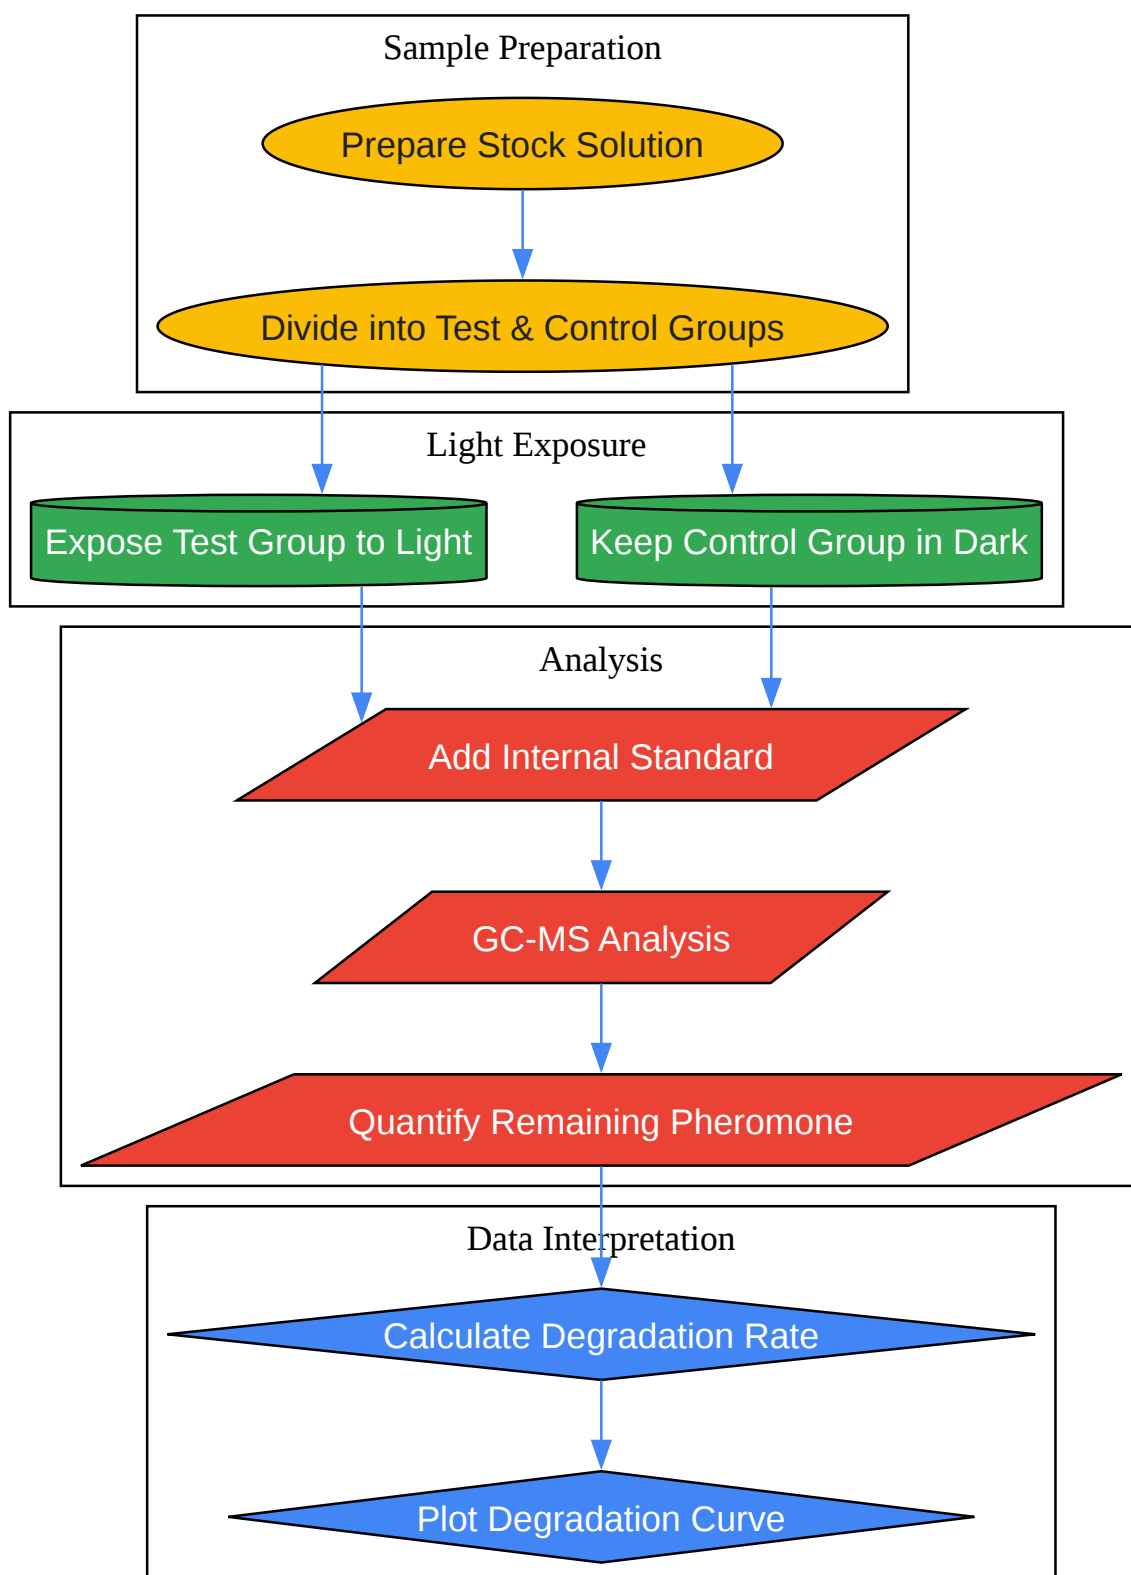 Sample Preparation
Prepare Stock Solution
Divide into Test & Control Groups
Light Exposure
Expose Test Group to Light
Keep Control Group in Dark
Analysis
Add Internal Standard
GC-MS Analysis
Quantify Remaining Pheromone
Data Interpretation
Calculate Degradation Rate
Plot Degradation Curve